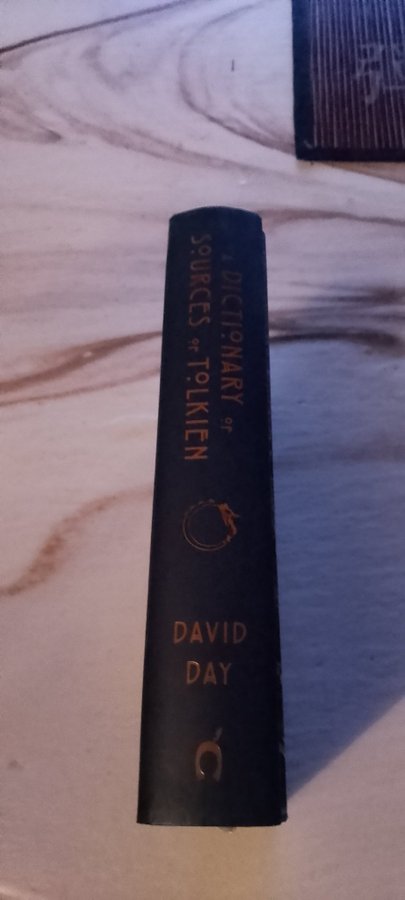 A DICTIONARY OF
SOURCES OF TOLKIEN
DAVID
DAY